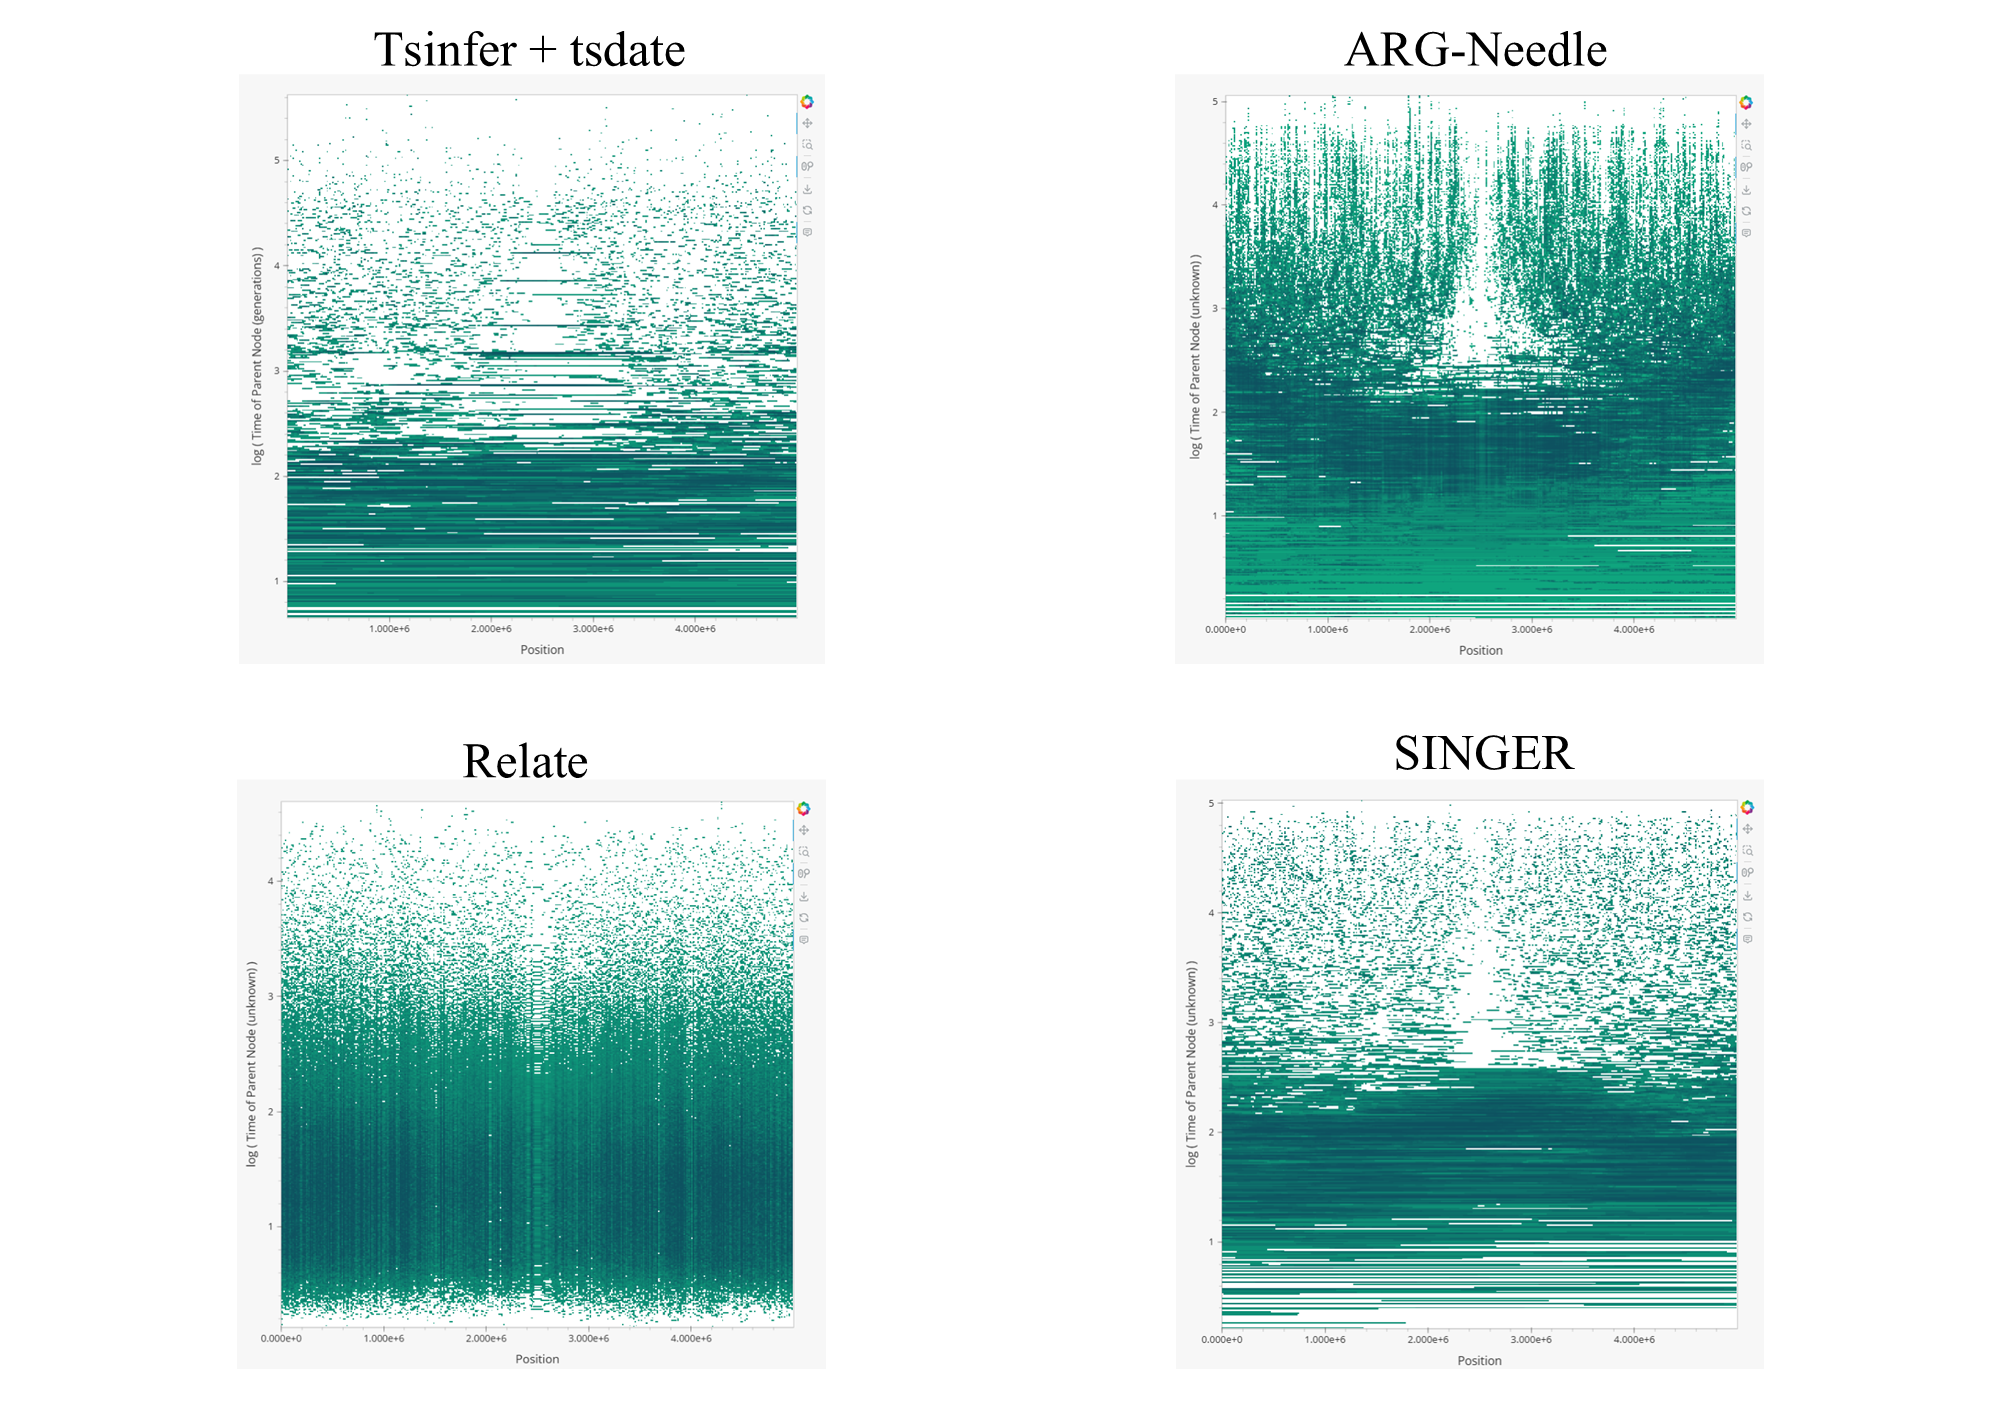 Tsinfer + tsdate
5
4
3
2
1
log ( Time of Parent Node (generations) )
1.000e+6
2.000e+6
3.000e+6
4.000e+6
Position
ARG-Needle
5
4
3
2
1
log ( Time of Parent Node (unknown) )
0.000e+0
1.000e+6
2.000e+6
3.000e+6
4.000e+6
Position
Relate
4
3
2
1
log ( Time of Parent Node (unknown) )
0.000e+0
1.000e+6
2.000e+6
3.000e+6
4.000e+6
Position
SINGER
5
4
3
2
1
log ( Time of Parent Node (unknown) )
0.000e+0
1.000e+6
2.000e+6
3.000e+6
4.000e+6
Position